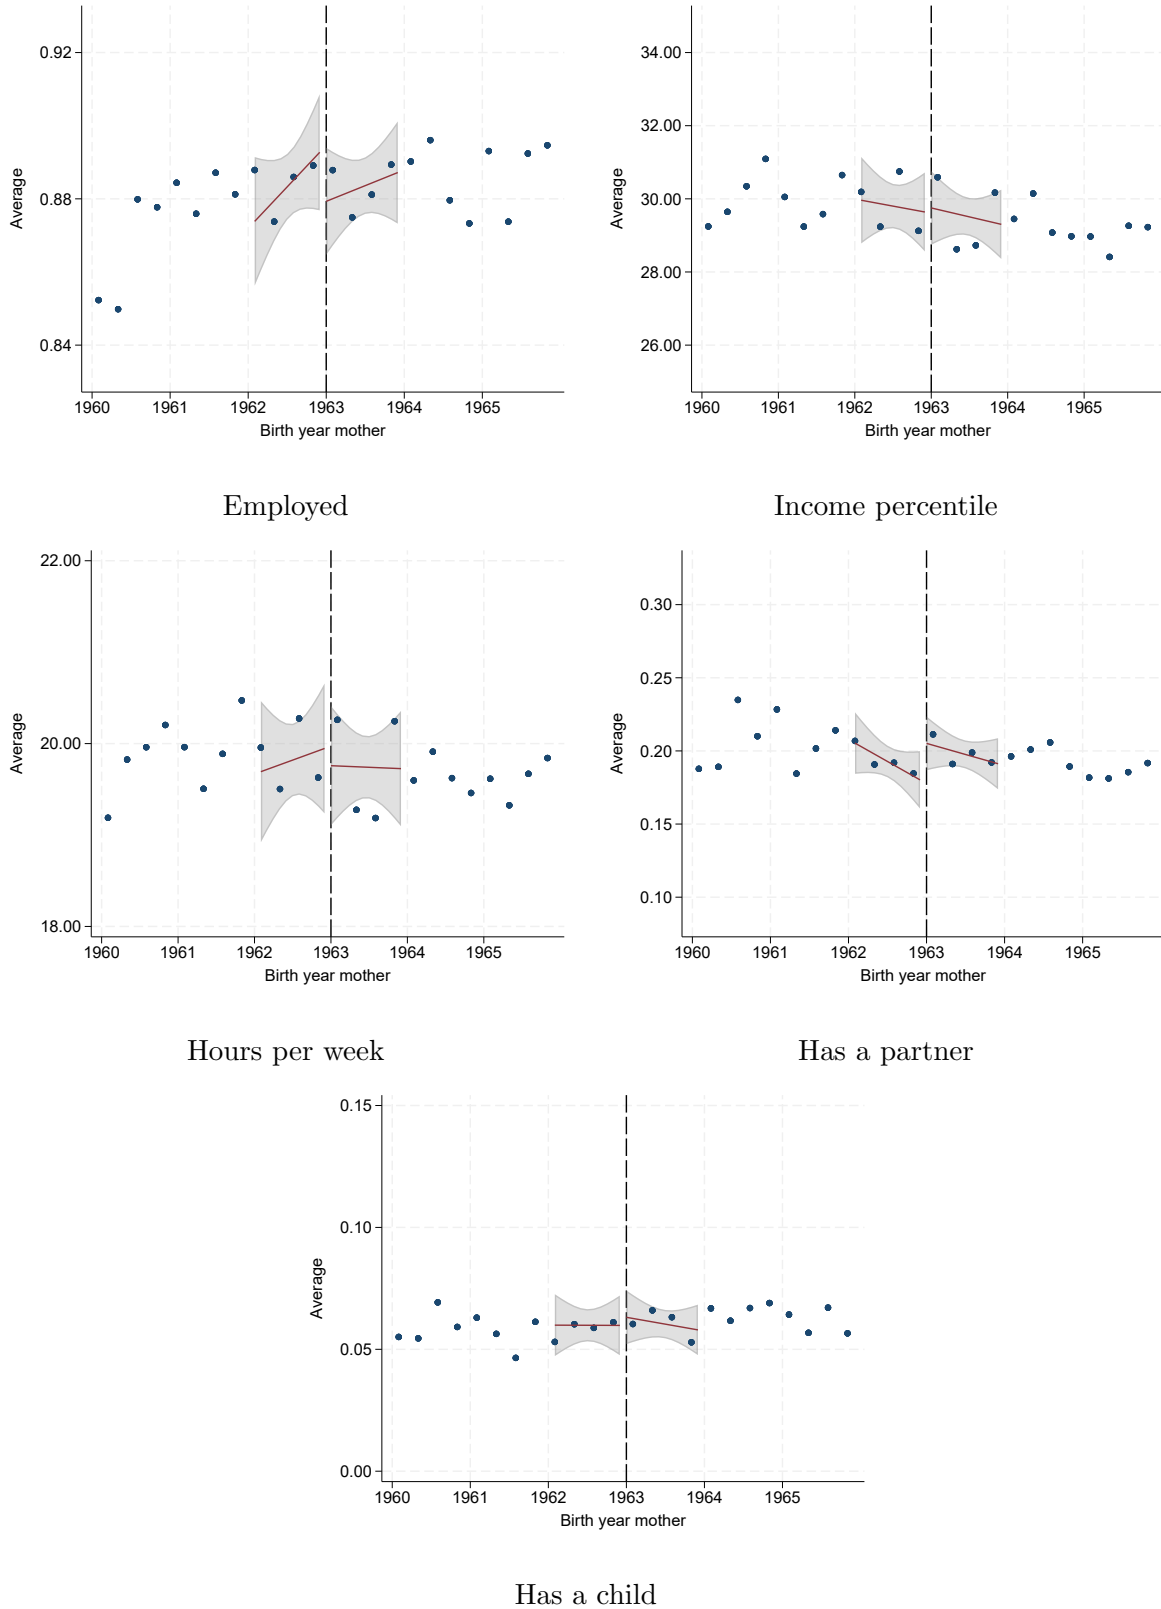 0.92
0.88
0.84
Average
1960 1961 1962 1963 1964 1965
Birth year mother
Employed
34.00
32.00
30.00
28.00
26.00
Average
1960 1961 1962 1963 1964 1965
Birth year mother
Income percentile
22.00
20.00
18.00
Average
1960 1961 1962 1963 1964 1965
Birth year mother
Hours per week
0.30
0.25
0.20
0.15
0.10
Average
1960 1961 1962 1963 1964 1965
Birth year mother
Has a partner
0.15
0.10
0.05
0.00
Average
1960 1961 1962 1963 1964 1965
Birth year mother
Has a child